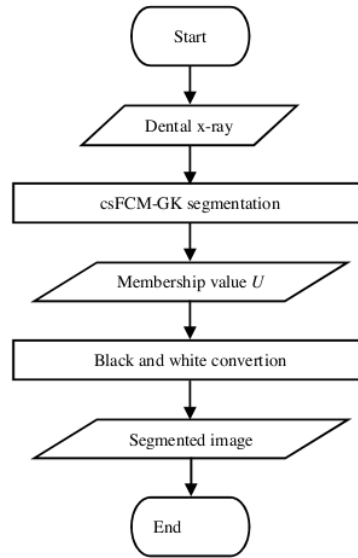 Start
Dental x-ray
csFCM-GK segmentation
Membership value U
Black and white convertion
Segmented image
End